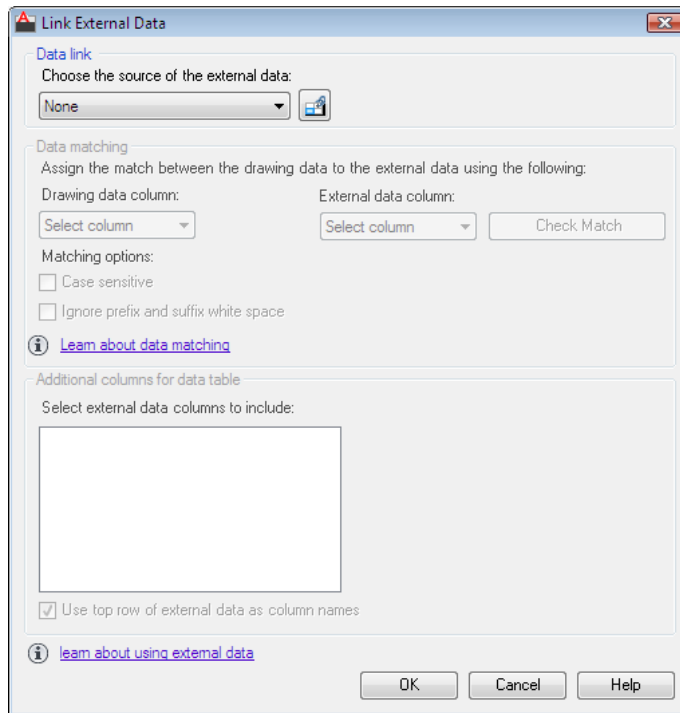 Link External Data
Data link
Choose the source of the external data:
None
Data matching
Assign the match between the drawing data to the external data using the following:
Drawing data column:
External data column:
Select column
Select column
Check Match
Matching options:
Case sensitive
Ignore prefix and suffix white space
Learn about data matching
Additional columns for data table
Select external data columns to include:
Use top row of external data as column names
learn about using external data
OK
Cancel
Help